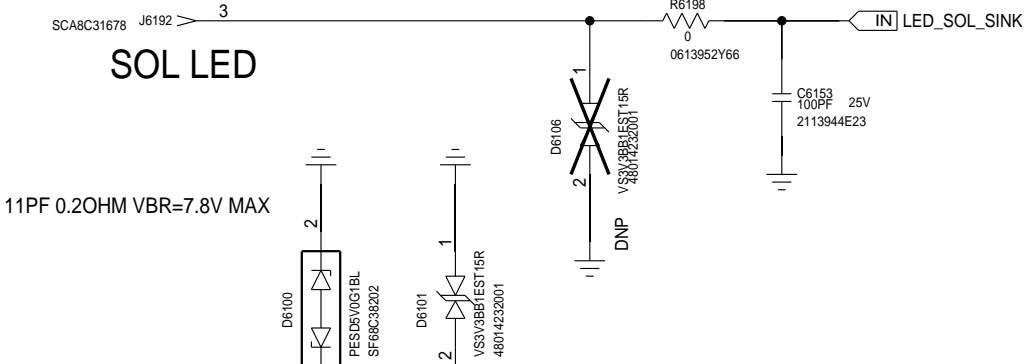 R6198
3
SCA8C31678 J6192
IN LED_SOL_SINK
0
0613952Y66
SOL LED
1
C6153
100PF 25V
2113944E23
D6106
VS3V3BB1EST15R
48014232001
2
DNP
11PF 0.2OHM VBR=7.8V MAX
2
1
D6100
PESD5V0G1BL
SF68C38202
D6101
VS3V3BB1EST15R
48014232001
2